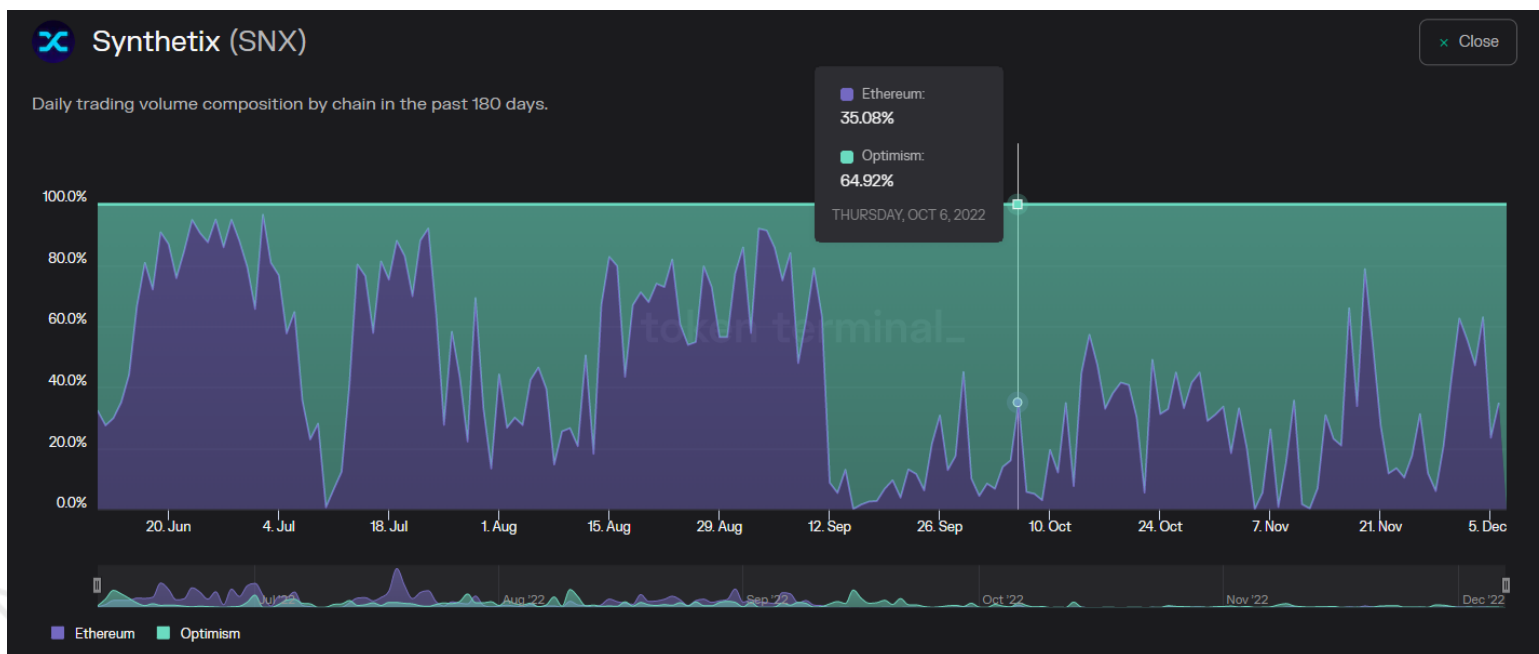 Synthetix (SNX)
× Close
Daily trading volume composition by chain in the past 180 days.
Ethereum:
35.08%
Optimism:
64.92%
THURSDAY, OCT 6, 2022
100.0%
80.0%
60.0%
40.0%
20.0%
0.0%
token terminal_
20. Jun 4. Jul 18. Jul 1. Aug 15. Aug 29. Aug 12. Sep 26. Sep 10. Oct 24. Oct 7. Nov 21. Nov 5. Dec
Jul '22 Aug '22 Sep '22 Oct '22 Nov '22 Dec '22
Ethereum Optimism